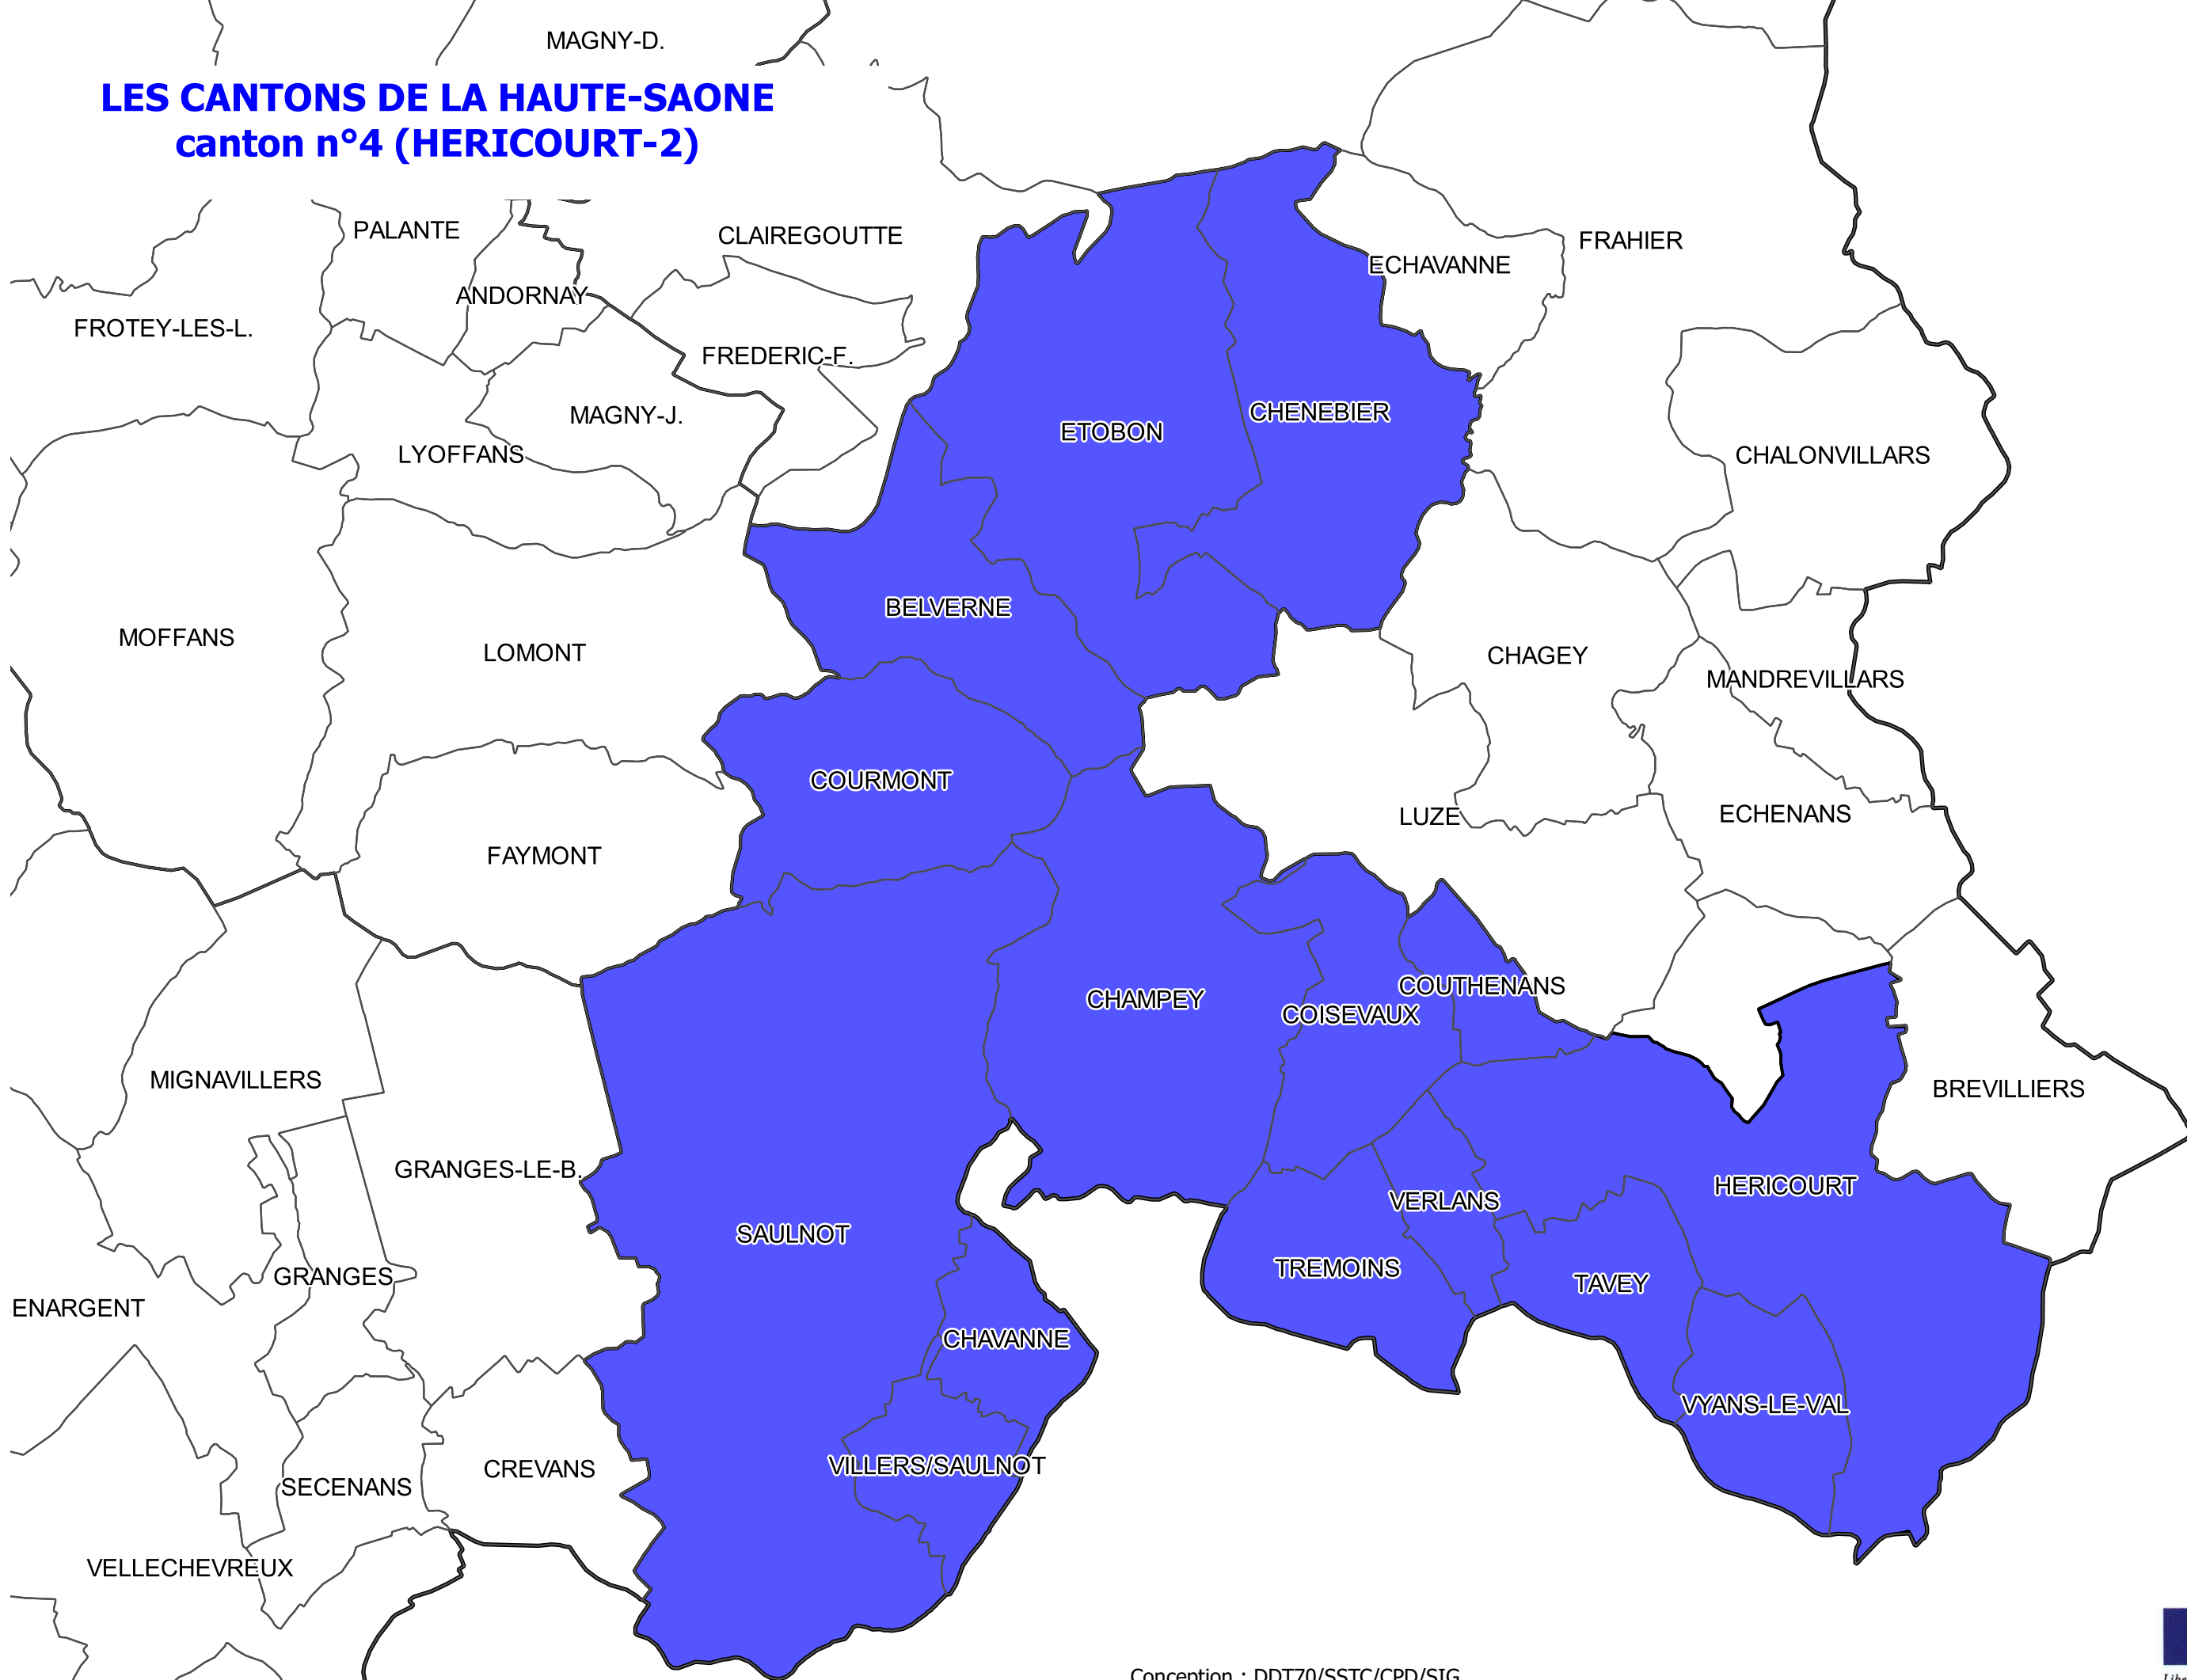 MAGNY-D.
LES CANTONS DE LA HAUTE-SAONE
canton n°4 (HERICOURT-2)
PALANTE
CLAIREGOUTTE
FRAHIER
ECHAVANNE
ANDORNAY
FROTEY-LES-L.
FREDERIC-F.
MAGNY-J.
CHENEBIER
ETOBON
LYOFFANS
CHALONVILLARS
BELVERNE
MOFFANS
LOMONT
CHAGEY
MANDREVILLARS
COURMONT
LUZE
ECHENANS
FAYMONT
COUTHENANS
CHAMPEY
COISEVAUX
MIGNAVILLERS
BREVILLIERS
GRANGES-LE-B.
HERICOURT
VERLANS
SAULNOT
TREMOINS
GRANGES
TAVEY
ENARGENT
CHAVANNE
VYANS-LE-VAL
VILLERS/SAULNOT
CREVANS
SECENANS
VELLECHEVREUX
Conception : DDT70/SSTC/CPD/SIG